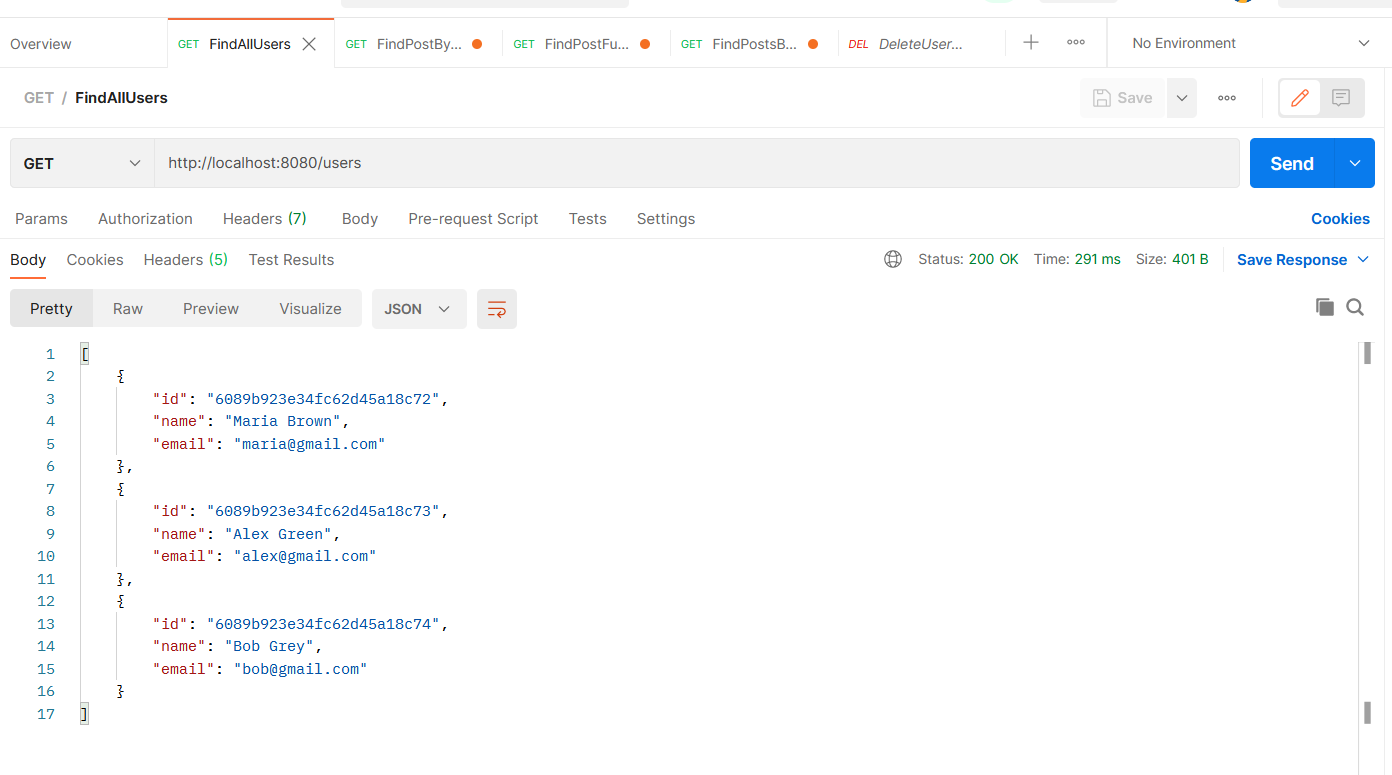 Overview GET FindAllUsers GET FindPostBy... GET FindPostFu... GET FindPostsB... DEL DeleteUser... No Environment
GET / FindAllUsers Save
GET http://localhost:8080/users Send
Params Authorization Headers (7) Body Pre-request Script Tests Settings Cookies
Body Cookies Headers (5) Test Results Status: 200 OK Time: 291 ms Size: 401 B Save Response
Pretty Raw Preview Visualize JSON
1 [
2 {
3 "id": "6089b923e34fc62d45a18c72",
4 "name": "Maria Brown",
5 "email": "maria@gmail.com"
6 },
7 {
8 "id": "6089b923e34fc62d45a18c73",
9 "name": "Alex Green",
10 "email": "alex@gmail.com"
11 },
12 {
13 "id": "6089b923e34fc62d45a18c74",
14 "name": "Bob Grey",
15 "email": "bob@gmail.com"
16 }
17 ]